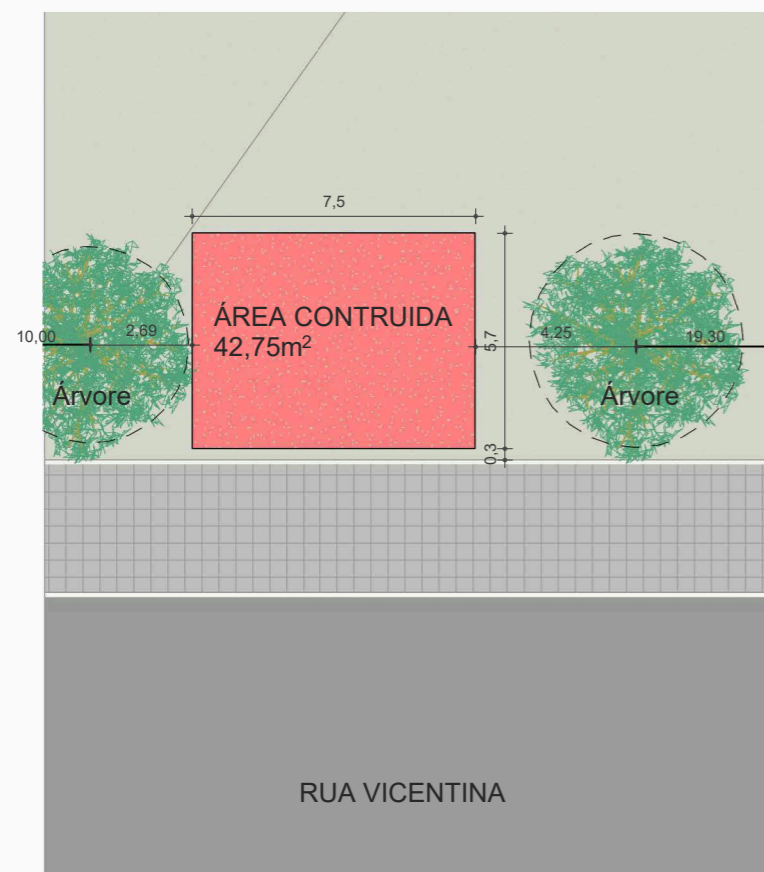 7,5
ÁREA CONTRUIDA
42,75m²
10,00
2,69
5,7
4,25
19,30
Árvore
Árvore
0,3
RUA VICENTINA